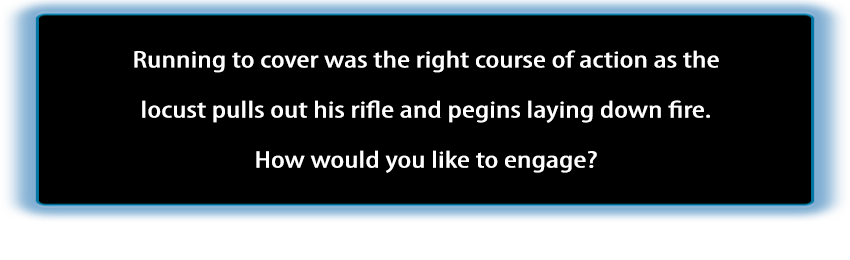 Running to cover was the right course of action as the
locust pulls out his rifle and pegins laying down fire.
How would you like to engage?